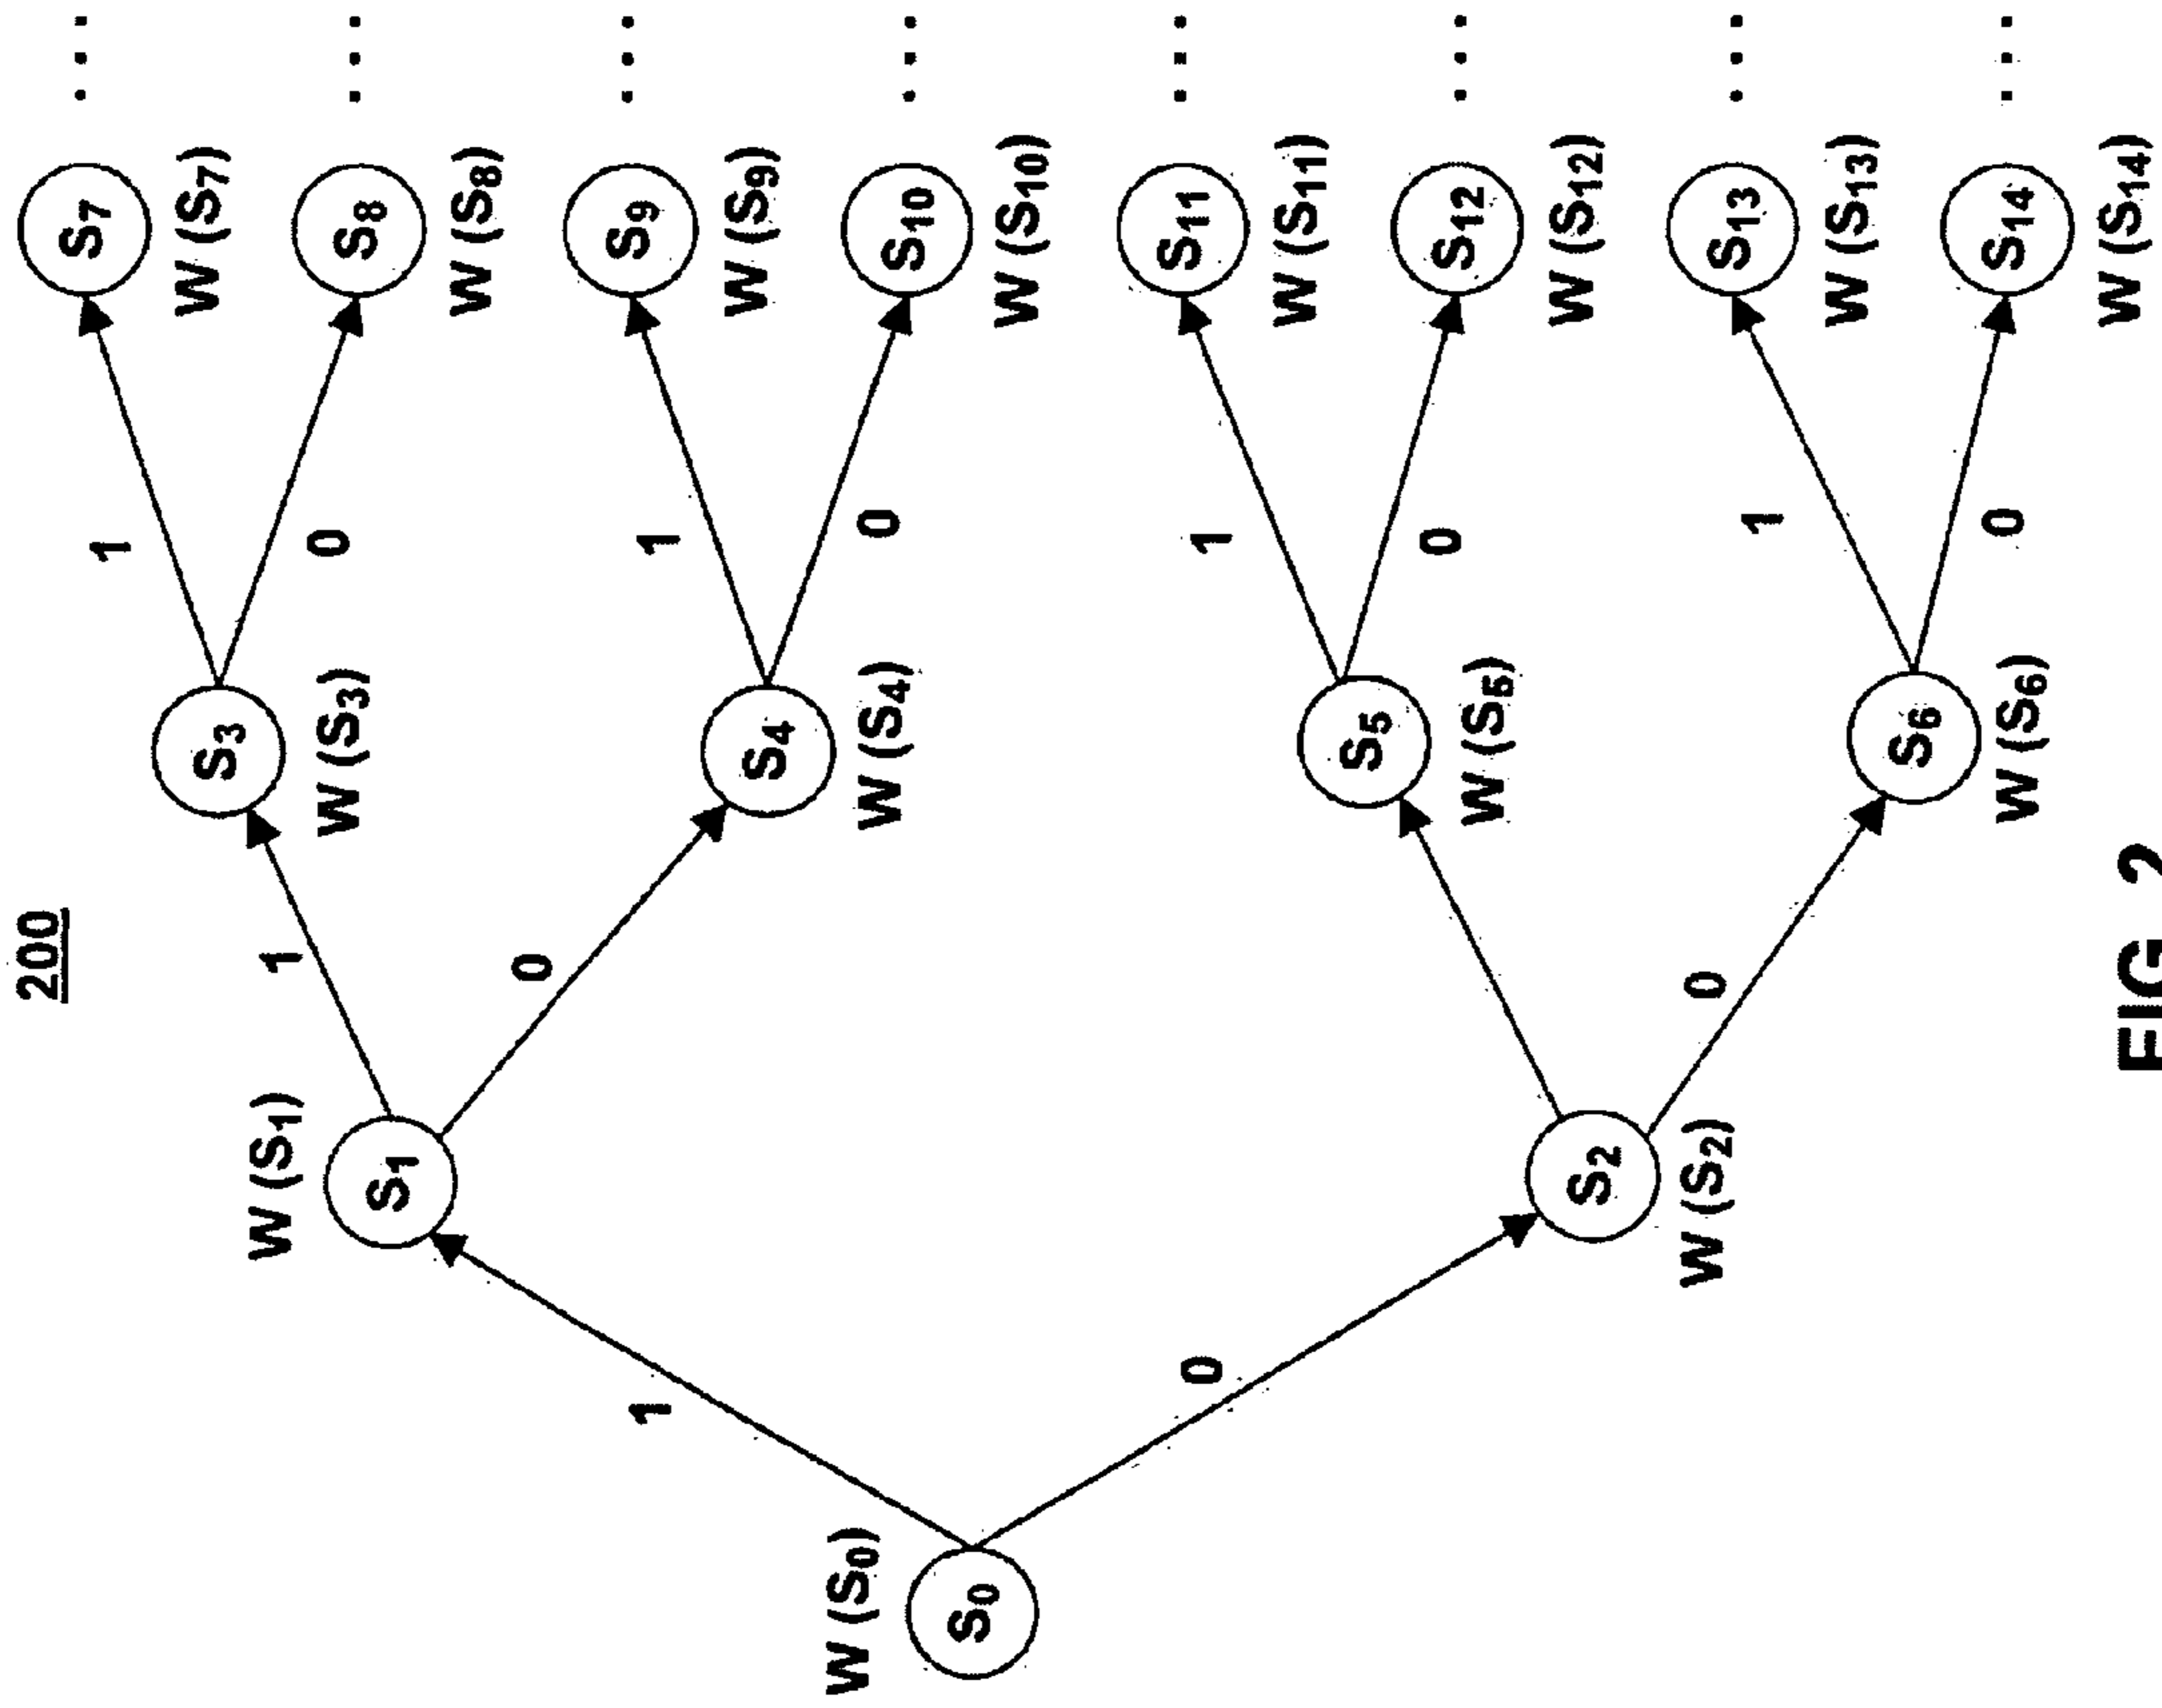 200
W(S0)
S0
1
0
W(S1)
S1
S2
W(S2)
1
0
0
S3
W(S3)
S4
W(S4)
S5
W(S5)
S6
W(S6)
1
0
1
0
1
0
1
0
S7
W(S7)
S8
W(S8)
S9
W(S9)
S10
W(S10)
S11
W(S11)
S12
W(S12)
S13
W(S13)
S14
W(S14)
FIG. 2